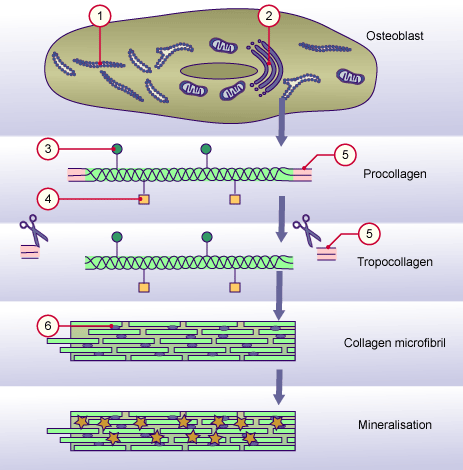 1
2
Osteoblast
3
5
Procollagen
4
5
Tropocollagen
6
Collagen microfibril
Mineralisation